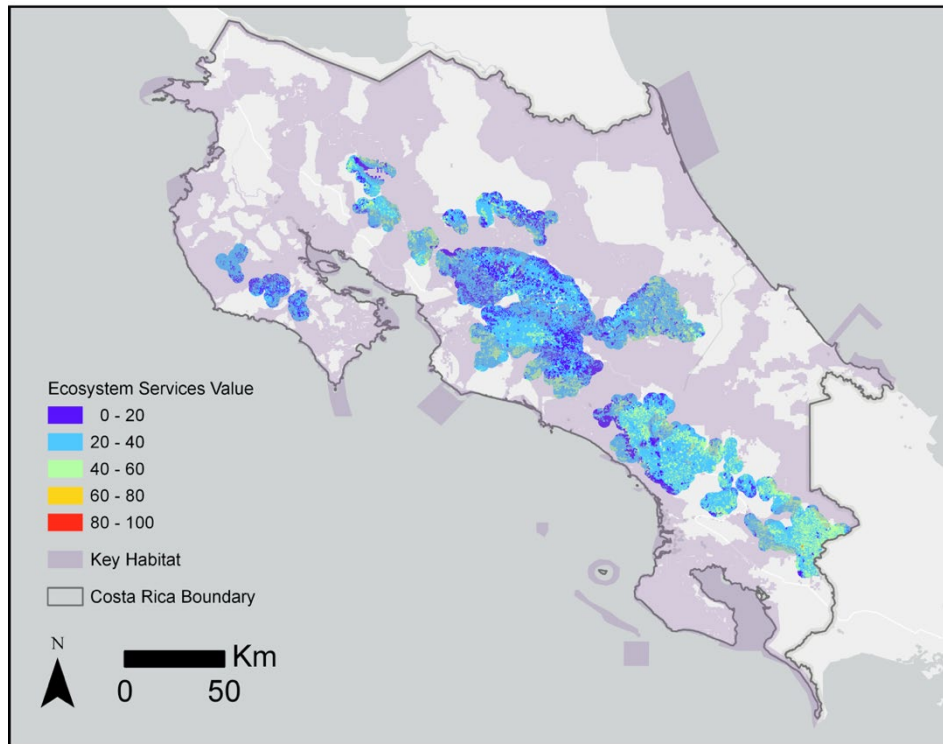 Ecosystem Services Value
0 - 20
20 - 40
40 - 60
60 - 80
80 - 100
Key Habitat
Costa Rica Boundary
N
Km
0 50